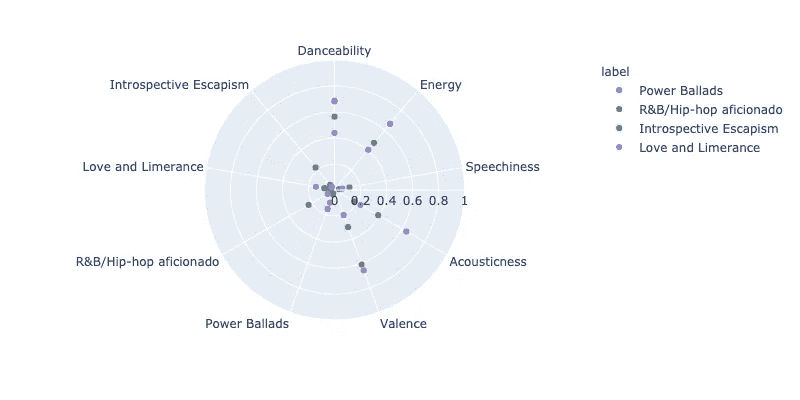 Danceability
Introspective Escapism
Energy
label
Power Ballads
R&B/Hip-hop aficionado
Introspective Escapism
Love and Limerance
Love and Limerance
Speechiness
0 0.2 0.4 0.6 0.8 1
R&B/Hip-hop aficionado
Acousticness
Power Ballads
Valence